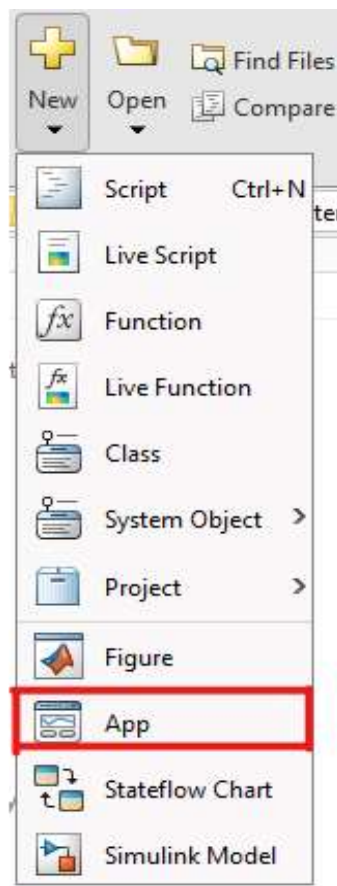 New
Open
Find Files
Compare
Script Ctrl+N
Live Script
fx Function
fx Live Function
Class
System Object >
Project >
Figure
App
Stateflow Chart
Simulink Model